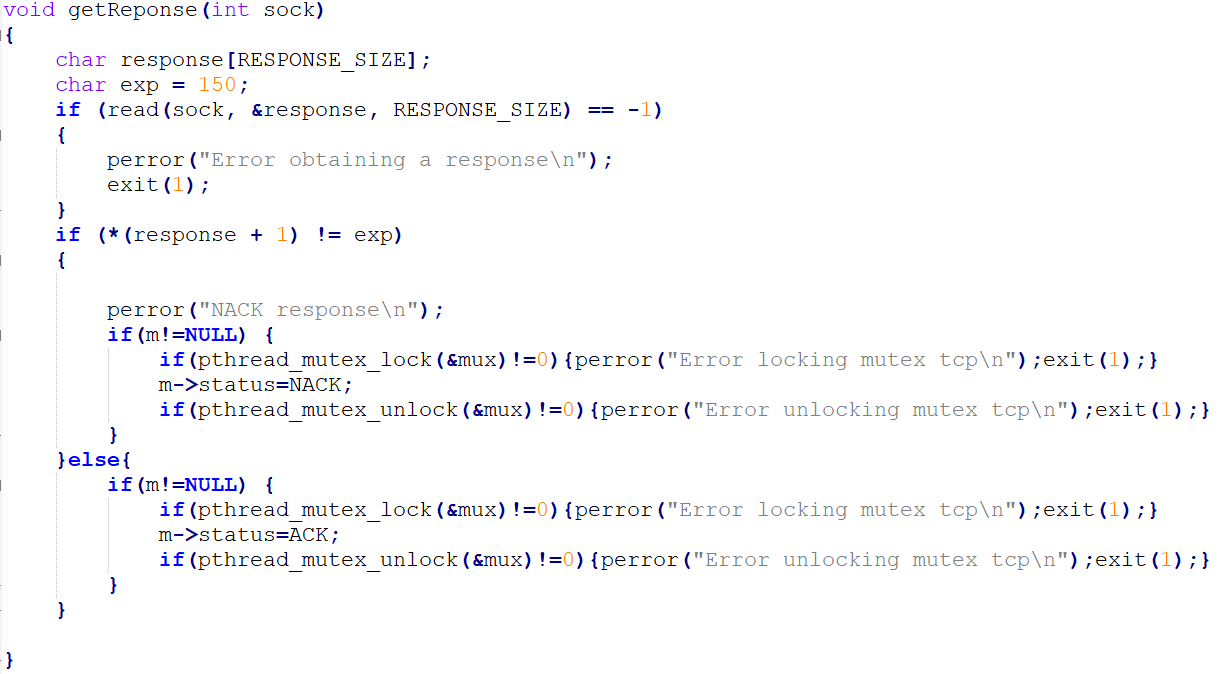 void getReponse(int sock)
{
    char response[RESPONSE_SIZE];
    char exp = 150;
    if (read(sock, &response, RESPONSE_SIZE) == -1)
    {
        perror("Error obtaining a response\n");
        exit(1);
    }
    if (*(response + 1) != exp)
    {
        perror("NACK response\n");
        if(m!=NULL) {
            if(pthread_mutex_lock(&mux)!=0){perror("Error locking mutex tcp\n");exit(1);}
            m->status=NACK;
            if(pthread_mutex_unlock(&mux)!=0){perror("Error unlocking mutex tcp\n");exit(1);}
        }
    }else{
        if(m!=NULL) {
            if(pthread_mutex_lock(&mux)!=0){perror("Error locking mutex tcp\n");exit(1);}
            m->status=ACK;
            if(pthread_mutex_unlock(&mux)!=0){perror("Error unlocking mutex tcp\n");exit(1);}
        }
    }
}